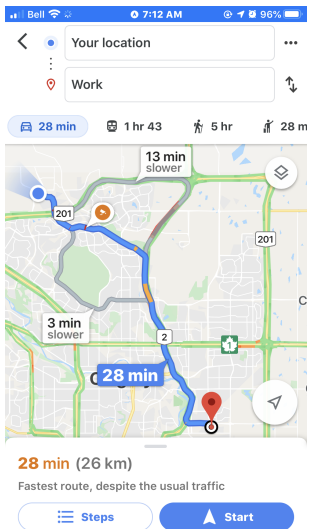 Bell 7:12 AM 96%
Your location
Work
28 min 1 hr 43 5 hr 28 m
13 min
slower
201
201
3 min
slower
2
1
28 min
28 min (26 km)
Fastest route, despite the usual traffic
Steps Start